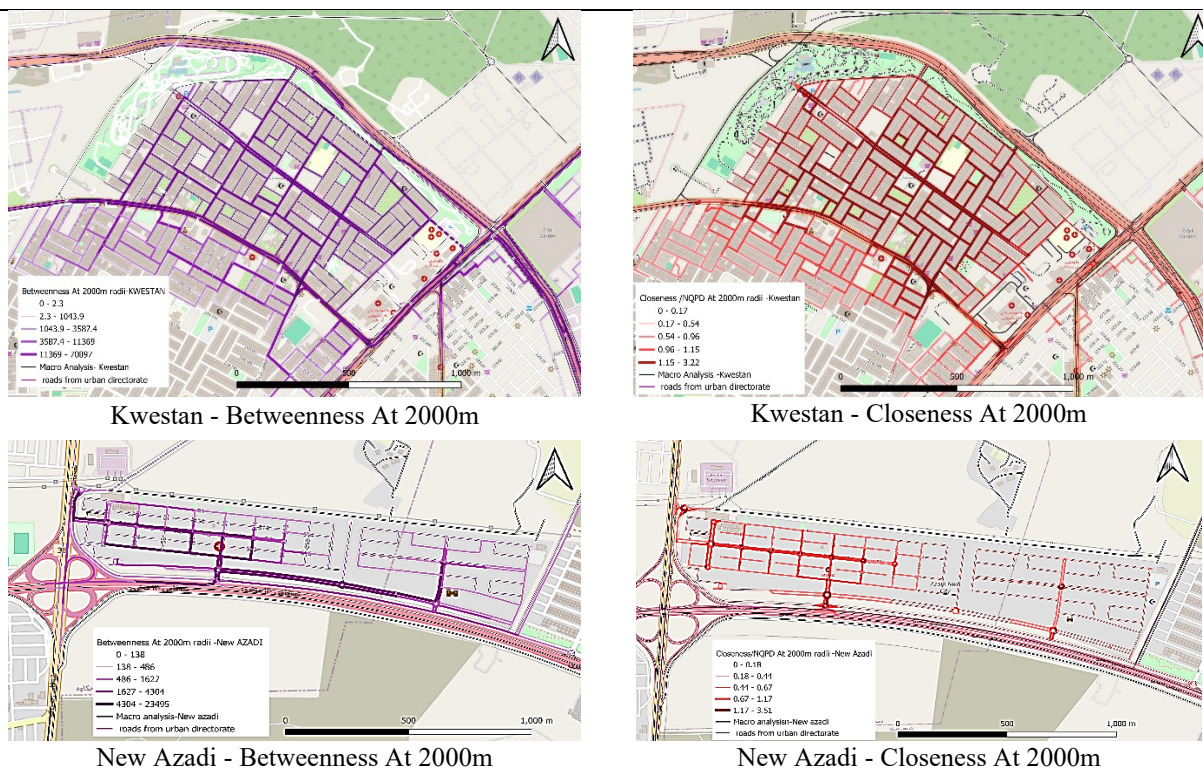 Betweenness At 2000m radii-KWESTAN
0 - 2.3
2.3 - 1043.9
1043.9 - 3587.4
3587.4 - 11369
11369 - 70097
Macro Analysis- Kwestan
roads from urban directorate
0 500 1,000 m
Kwestan - Betweenness At 2000m
Closeness /NQPD At 2000m radii -Kwestan
0 - 0.17
0.17 - 0.54
0.54 - 0.96
0.96 - 1.15
1.15 - 3.22
Macro Analysis -Kwestan
roads from urban directorate
0 500 1,000 m
Kwestan - Closeness At 2000m
Betweenness At 2000m radii -New AZADI
0 - 138
138 - 486
486 - 1622
1627 - 4304
4304 - 23495
Macro analysis-New azadi
roads from urban directorate
0 500 1,000 m
New Azadi - Betweenness At 2000m
Azadi Nwê
Closeness/NQPD At 2000m radii -New Azadi
0 - 0.18
0.18 - 0.44
0.44 - 0.67
0.67 - 1.17
1.17 - 3.51
Macro analysisn-New azadi
roads from urban directorate
0 500 1,000 m
New Azadi - Closeness At 2000m